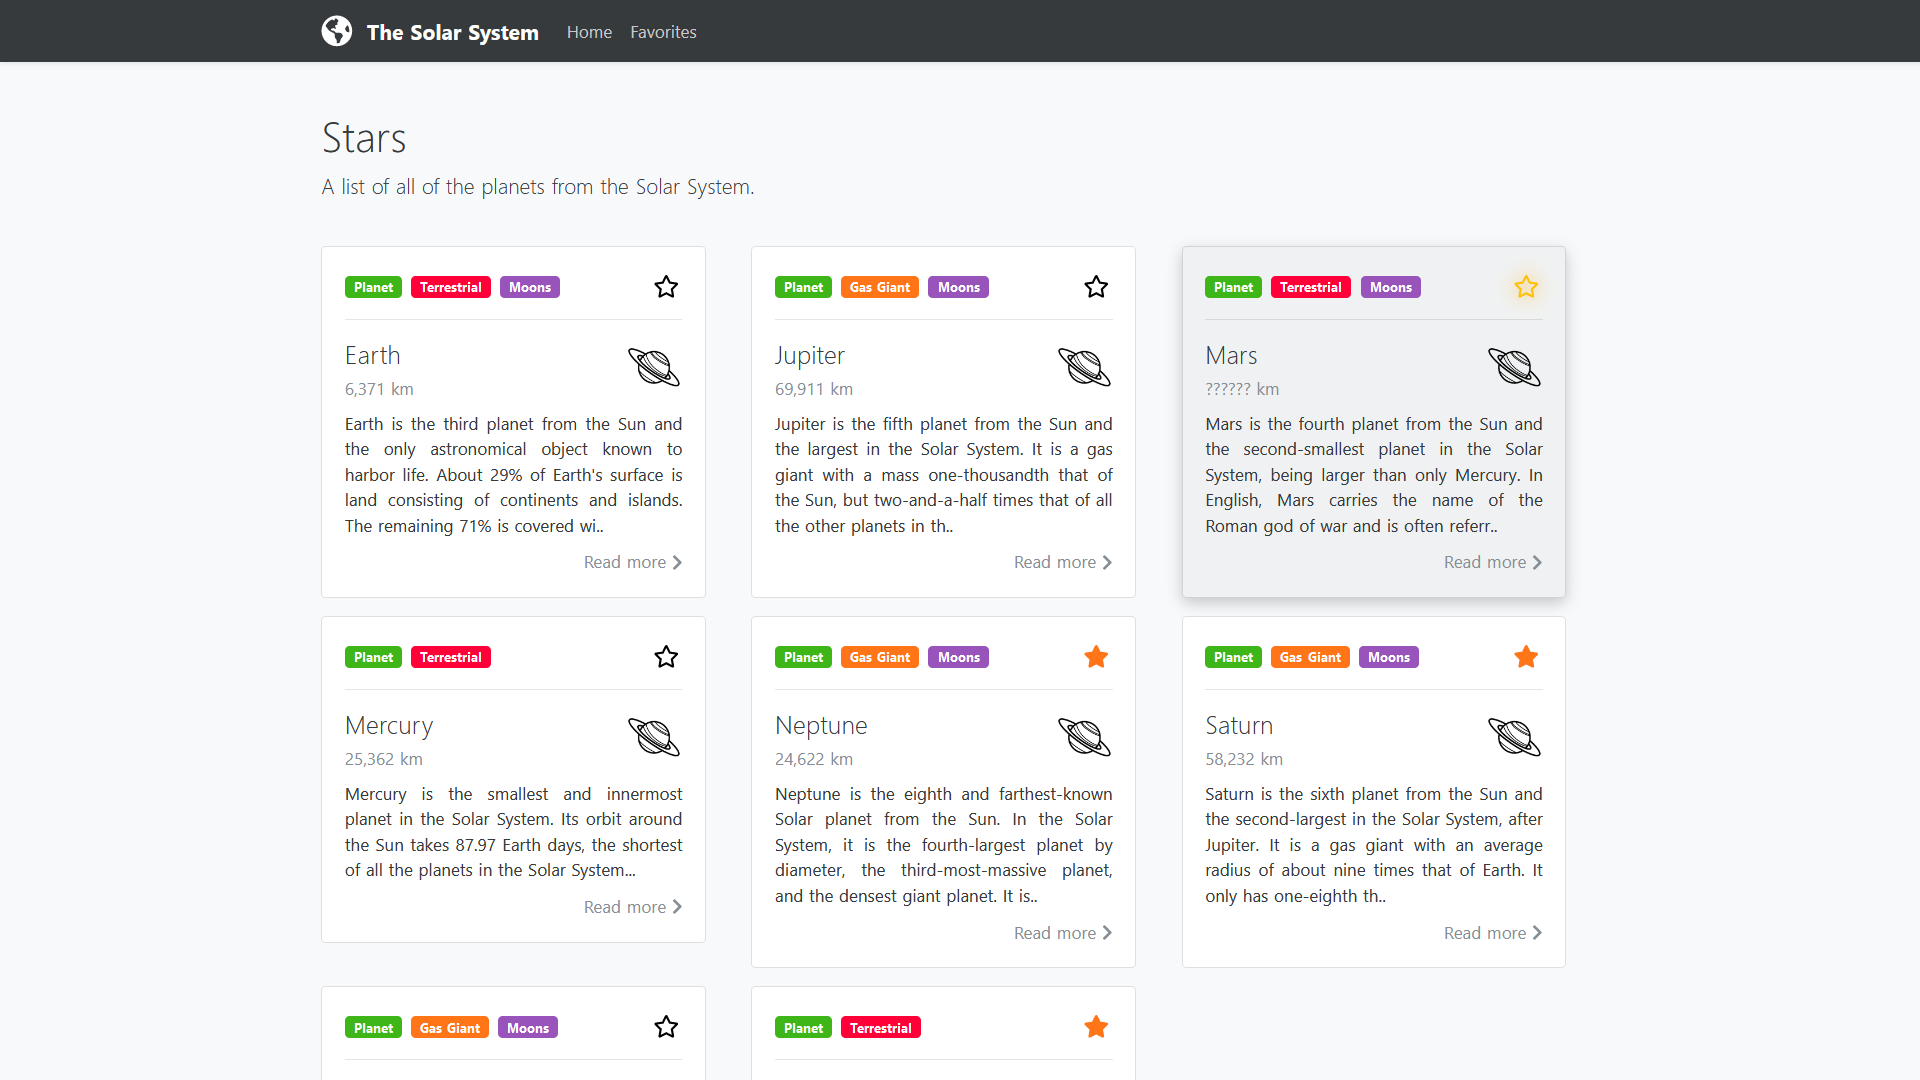 The Solar System Home Favorites
Stars
A list of all of the planets from the Solar System.
Planet Terrestrial Moons
Earth
6,371 km
Earth is the third planet from the Sun and
the only astronomical object known to
harbor life. About 29% of Earth's surface is
land consisting of continents and islands.
The remaining 71% is covered wi..
Read more
Planet Gas Giant Moons
Jupiter
69,911 km
Jupiter is the fifth planet from the Sun and
the largest in the Solar System. It is a gas
giant with a mass one-thousandth that of
the Sun, but two-and-a-half times that of all
the other planets in th..
Read more
Planet Terrestrial Moons
Mars
?????? km
Mars is the fourth planet from the Sun and
the second-smallest planet in the Solar
System, being larger than only Mercury. In
English, Mars carries the name of the
Roman god of war and is often referr..
Read more
Planet Terrestrial
Mercury
25,362 km
Mercury is the smallest and innermost
planet in the Solar System. Its orbit around
the Sun takes 87.97 Earth days, the shortest
of all the planets in the Solar System...
Read more
Planet Gas Giant Moons
Neptune
24,622 km
Neptune is the eighth and farthest-known
Solar planet from the Sun. In the Solar
System, it is the fourth-largest planet by
diameter, the third-most-massive planet,
and the densest giant planet. It is..
Read more
Planet Gas Giant Moons
Saturn
58,232 km
Saturn is the sixth planet from the Sun and
the second-largest in the Solar System, after
Jupiter. It is a gas giant with an average
radius of about nine times that of Earth. It
only has one-eighth th..
Read more
Planet Gas Giant Moons
Planet Terrestrial